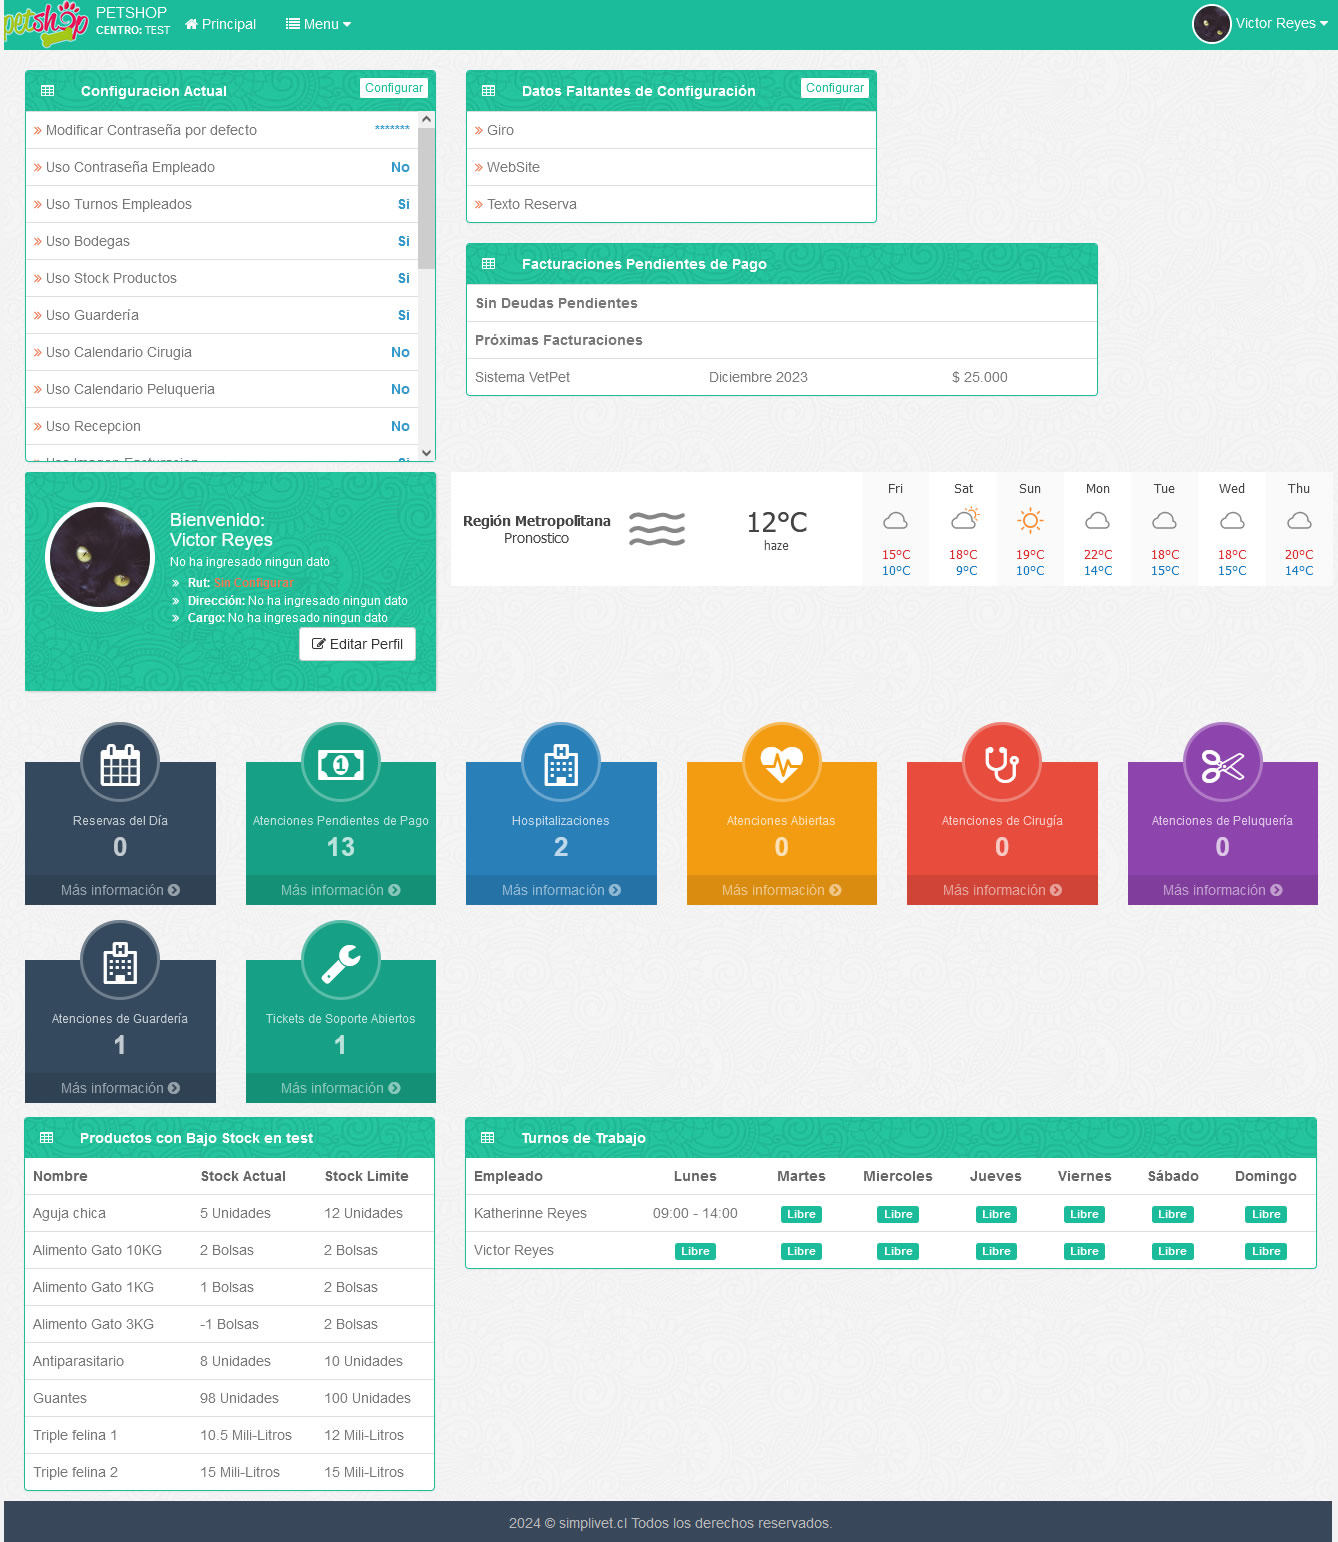 petshop
PETSHOP
CENTRO: TEST
Principal
Menu
Victor Reyes
Configuracion Actual
Configurar
Modificar Contraseña por defecto *******
Uso Contraseña Empleado No
Uso Turnos Empleados Si
Uso Bodegas Si
Uso Stock Productos Si
Uso Guardería Si
Uso Calendario Cirugia No
Uso Calendario Peluqueria No
Uso Recepcion No
Uso Imagen Facturacion Si
Datos Faltantes de Configuración
Configurar
Giro
WebSite
Texto Reserva
Facturaciones Pendientes de Pago
Sin Deudas Pendientes
Próximas Facturaciones
Sistema VetPet Diciembre 2023 $ 25.000
Bienvenido:
Victor Reyes
No ha ingresado ningun dato
» Rut: Sin Configurar
» Dirección: No ha ingresado ningun dato
» Cargo: No ha ingresado ningun dato
Editar Perfil
Región Metropolitana
Pronostico
12°C
haze
Fri Sat Sun Mon Tue Wed Thu
15°C 18°C 19°C 22°C 18°C 18°C 20°C
10°C 9°C 10°C 14°C 15°C 15°C 14°C
Reservas del Día
0
Más información
Atenciones Pendientes de Pago
13
Más información
Hospitalizaciones
2
Más información
Atenciones Abiertas
0
Más información
Atenciones de Cirugía
0
Más información
Atenciones de Peluquería
0
Más información
Atenciones de Guardería
1
Más información
Tickets de Soporte Abiertos
1
Más información
Productos con Bajo Stock en test
Nombre Stock Actual Stock Limite
Aguja chica 5 Unidades 12 Unidades
Alimento Gato 10KG 2 Bolsas 2 Bolsas
Alimento Gato 1KG 1 Bolsas 2 Bolsas
Alimento Gato 3KG -1 Bolsas 2 Bolsas
Antiparasitario 8 Unidades 10 Unidades
Guantes 98 Unidades 100 Unidades
Triple felina 1 10.5 Mili-Litros 12 Mili-Litros
Triple felina 2 15 Mili-Litros 15 Mili-Litros
Turnos de Trabajo
Empleado Lunes Martes Miercoles Jueves Viernes Sábado Domingo
Katherinne Reyes 09:00 - 14:00 Libre Libre Libre Libre Libre Libre
Victor Reyes Libre Libre Libre Libre Libre Libre Libre
2024 © simplivet.cl Todos los derechos reservados.